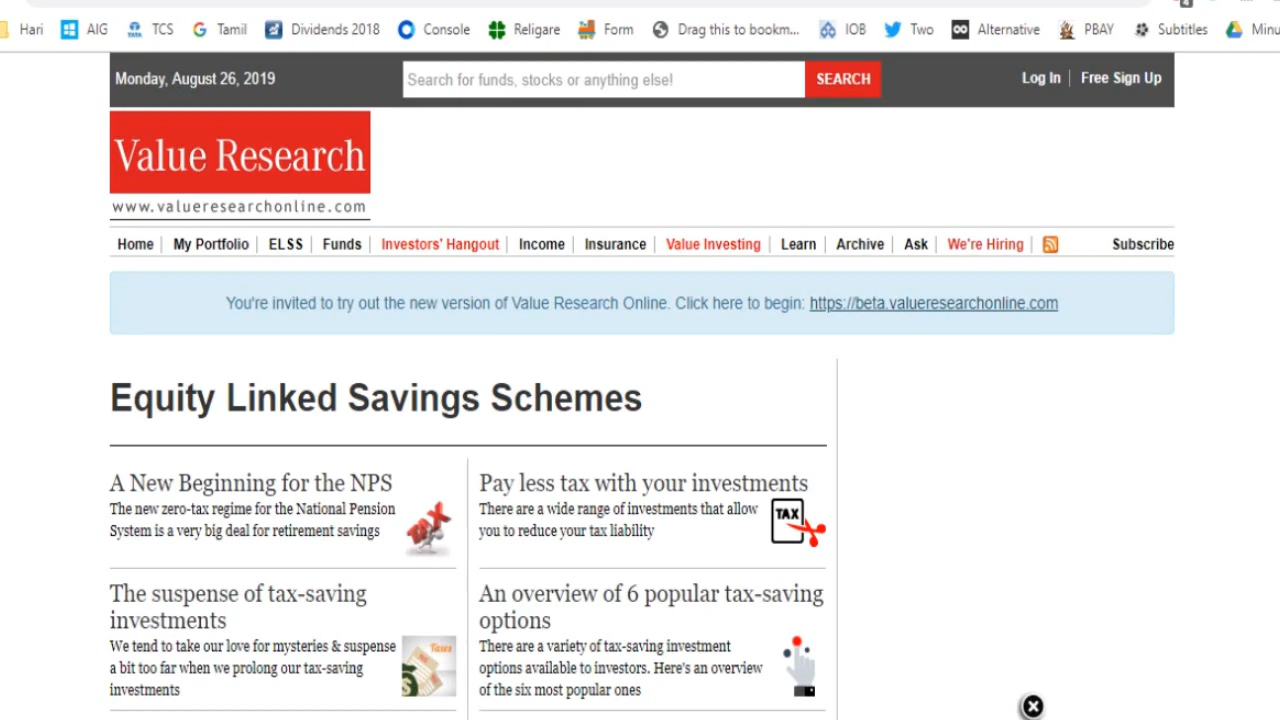 Hari AIG TCS Tamil Dividends 2018 Console Religare Form Drag this to bookm... IOB Two Alternative PBAY Subtitles Minu
Monday, August 26, 2019 Search for funds, stocks or anything else! SEARCH Log In Free Sign Up
Value Research
www.valueresearchonline.com
Home My Portfolio ELSS Funds Investors' Hangout Income Insurance Value Investing Learn Archive Ask We're Hiring Subscribe
You're invited to try out the new version of Value Research Online. Click here to begin: https://beta.valueresearchonline.com
Equity Linked Savings Schemes
A New Beginning for the NPS
The new zero-tax regime for the National Pension
System is a very big deal for retirement savings
Pay less tax with your investments
There are a wide range of investments that allow
you to reduce your tax liability
TAX
The suspense of tax-saving
investments
We tend to take our love for mysteries & suspense
a bit too far when we prolong our tax-saving
investments
Taxes
An overview of 6 popular tax-saving
options
There are a variety of tax-saving investment
options available to investors. Here's an overview
of the six most popular ones